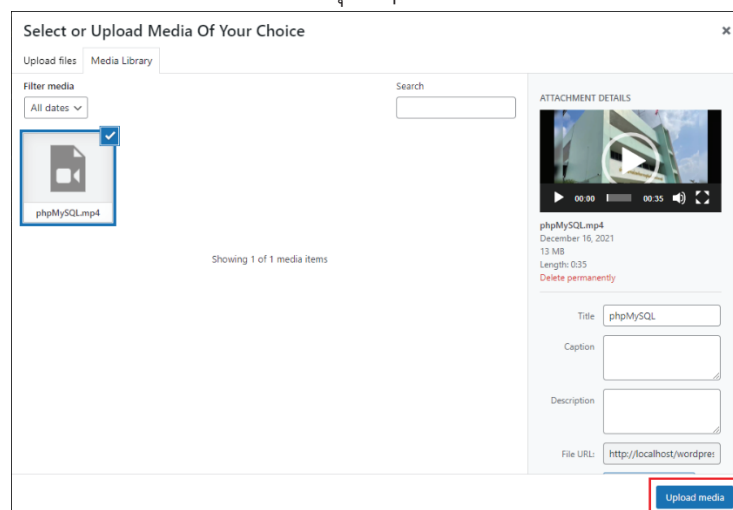 Select or Upload Media Of Your Choice
Upload files Media Library
Filter media
Search
All dates
ATTACHMENT DETAILS
phpMySQL.mp4
00:00 00:35
phpMySQL.mp4
December 16, 2021
13 MB
Length: 0:35
Delete permanently
Title phpMySQL
Caption
Description
File URL: http://localhost/wordpres
Showing 1 of 1 media items
Upload media